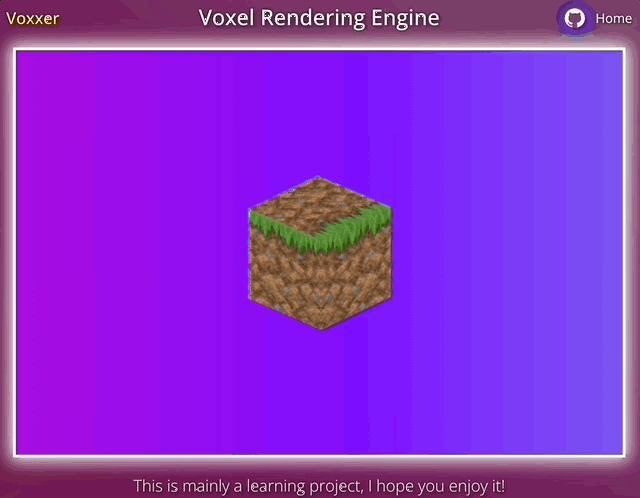 Voxxer
Voxel Rendering Engine
Home
This is mainly a learning project, I hope you enjoy it!